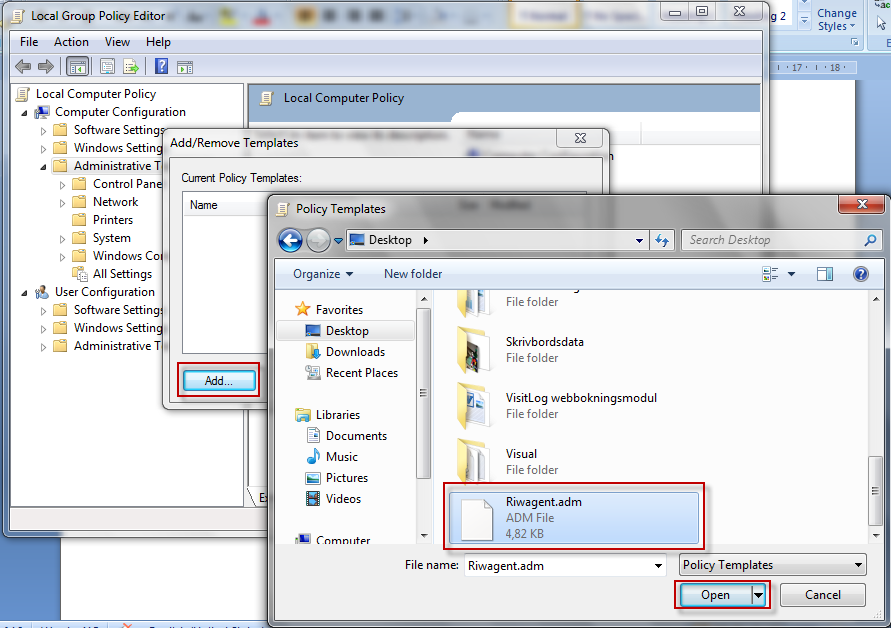 Local Group Policy Editor
File Action View Help
Local Computer Policy
Computer Configuration
Software Settings
Windows Setting
Administrative T
Control Pane
Network
Printers
System
Windows Co
All Settings
User Configuration
Software Setting
Windows Setting
Administrative T
Local Computer Policy
Add/Remove Templates
Current Policy Templates:
Name
Add...
Policy Templates
Desktop
Search Desktop
Organize New folder
Favorites
Desktop
Downloads
Recent Places
Libraries
Documents
Music
Pictures
Videos
Computer
File folder
Skrivbordsdata
File folder
VisitLog webbokningsmodul
File folder
Visual
File folder
Riwagent.adm
ADM File
4,82 KB
File name: Riwagent.adm
Policy Templates
Open Cancel
Change
Styles
17 18